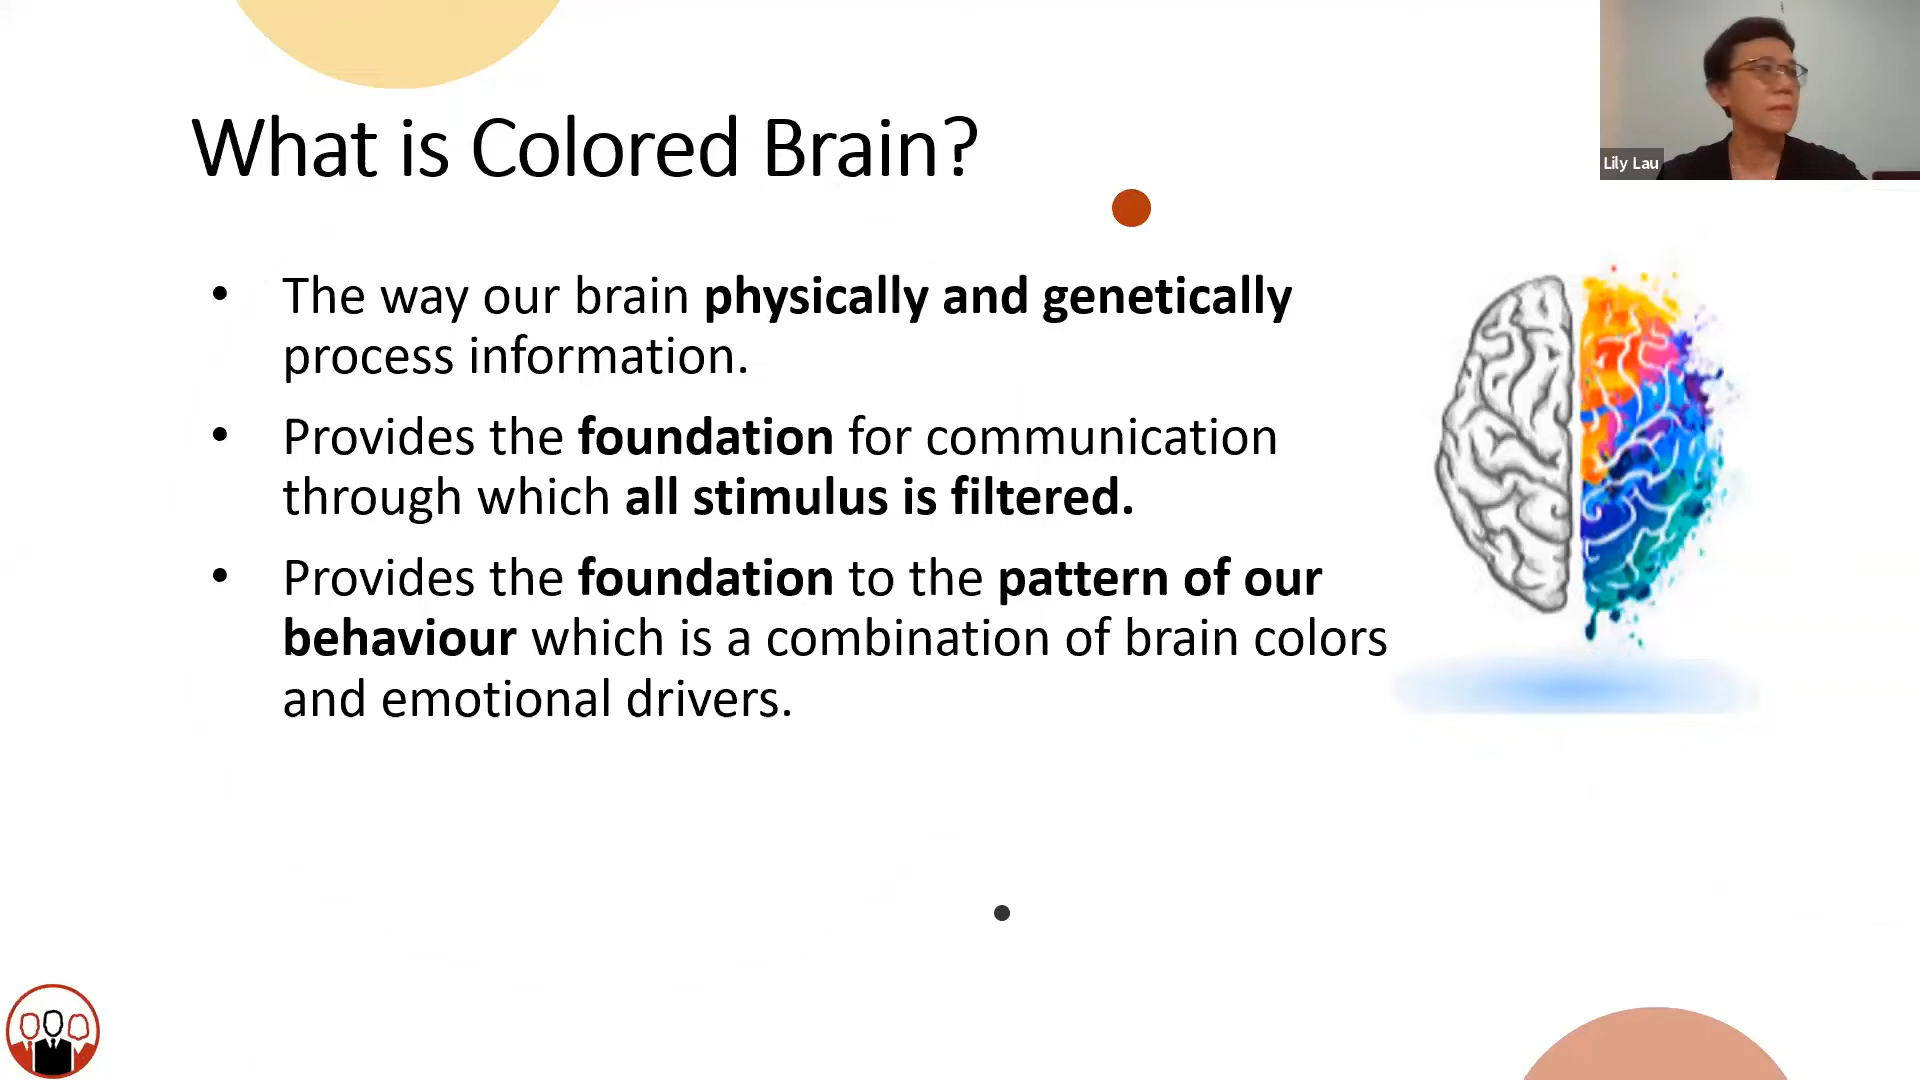 What is Colored Brain?
Lily Lau
• The way our brain physically and genetically
process information.
• Provides the foundation for communication
through which all stimulus is filtered.
• Provides the foundation to the pattern of our
behaviour which is a combination of brain colors
and emotional drivers.